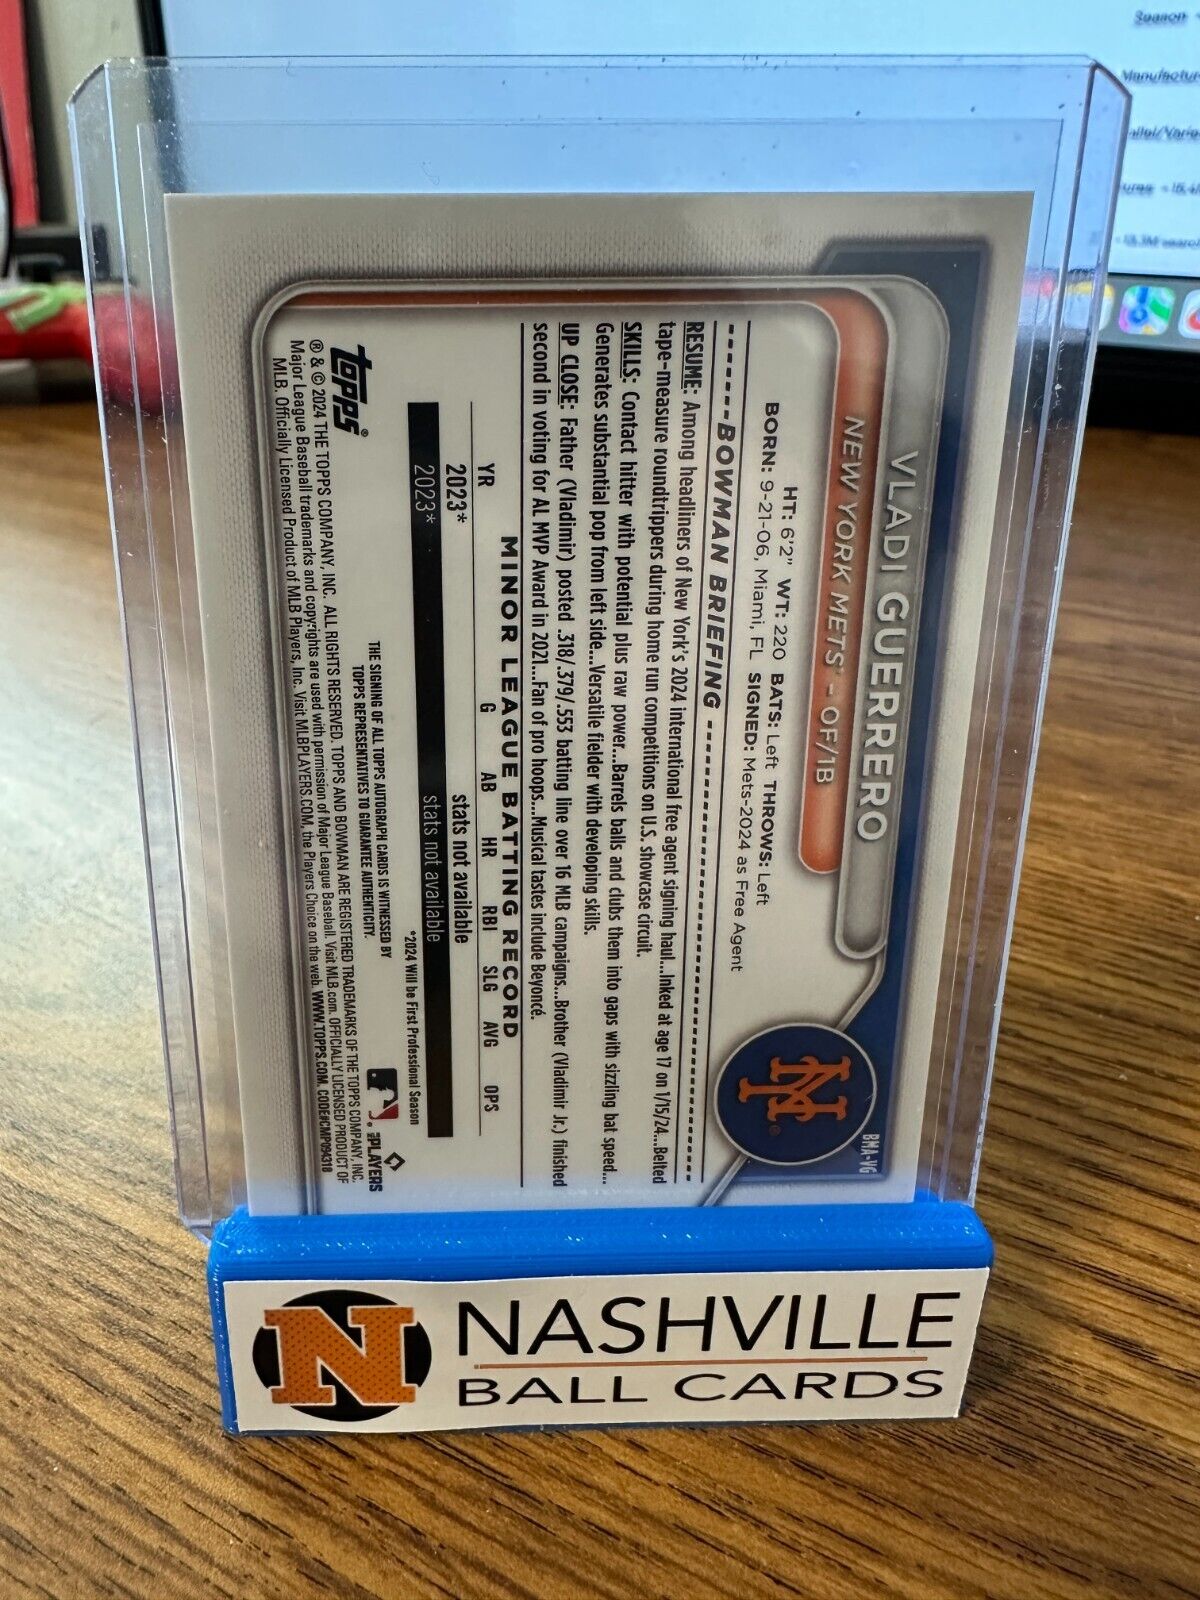 VLADI GUERRERO
NEW YORK METS® - OF/1B
BMA-VG
HT: 6'2" WT: 220 BATS: Left THROWS: Left
BORN: 9-21-06, Miami, FL SIGNED: Mets-2024 as Free Agent
BOWMAN BRIEFING
RESUME: Among headliners of New York's 2024 international free agent signing haul...Inked at age 17 on 1/15/24...Belted
tape-measure roundtrippers during home run competitions on U.S. showcase circuit.
SKILLS: Contact hitter with potential plus raw power...Barrels balls and clubs them into gaps with sizzling bat speed...
Generates substantial pop from left side...Versatile fielder with developing skills.
UP CLOSE: Father (Vladimir) posted .318/.379/.553 batting line over 16 MLB campaigns...Brother (Vladimir Jr.) finished
second in voting for AL MVP Award in 2021...Fan of pro hoops...Musical tastes include Beyoncé.
MINOR LEAGUE BATTING RECORD
YR G AB HR RBI SLG AVG OPS
2023* stats not available
2023* stats not available
*2024 Will be First Professional Season
THE SIGNING OF ALL TOPPS AUTOGRAPH CARDS IS WITNESSED BY
TOPPS REPRESENTATIVES TO GUARANTEE AUTHENTICITY.
topps®
PLAYERS
® & © 2024 THE TOPPS COMPANY, INC. ALL RIGHTS RESERVED. TOPPS AND BOWMAN ARE REGISTERED TRADEMARKS OF THE TOPPS COMPANY, INC.
Major League Baseball trademarks and copyrights are used with permission of Major League Baseball. Visit MLB.com. OFFICIALLY LICENSED PRODUCT OF
MLB. Officially Licensed Product of MLB Players, Inc. Visit MLBPLAYERS.COM, the Players Choice on the web. WWW.TOPPS.COM. CODE#CMP094318
N NASHVILLE
BALL CARDS
Season
Manufactur